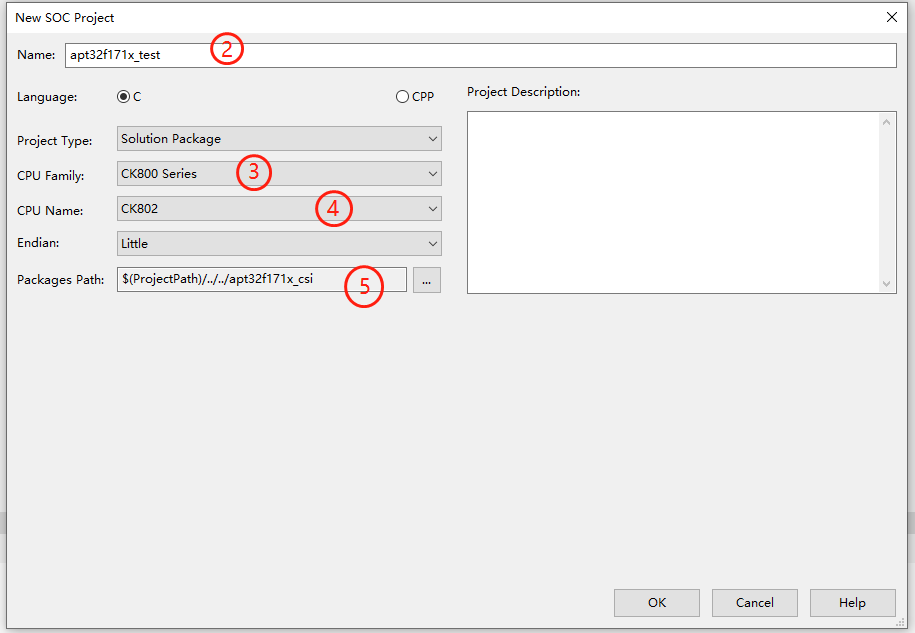 New SOC Project
Name: apt32f171x_test ②
Language: C CPP
Project Description:
Project Type: Solution Package
CPU Family: CK800 Series ③
CPU Name: CK802 ④
Endian: Little
Packages Path: $(ProjectPath)/../../apt32f171x_csi ⑤ ...
OK Cancel Help